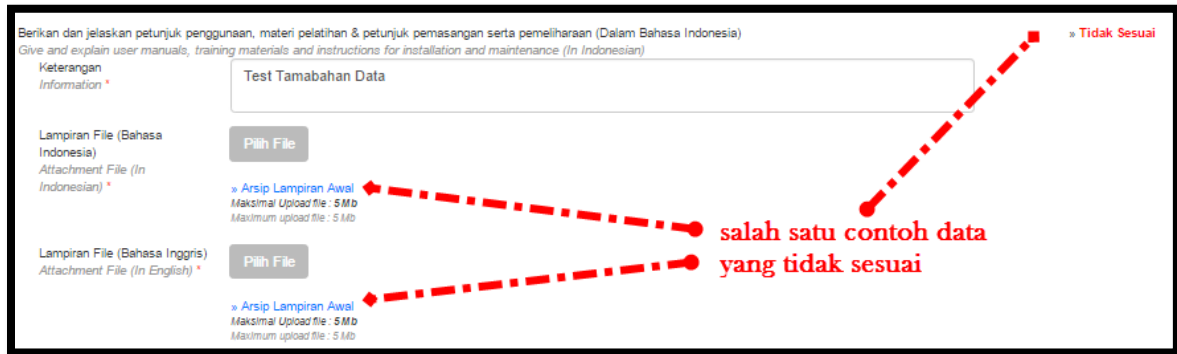 Berikan dan jelaskan petunjuk penggunaan, materi pelatihan & petunjuk pemasangan serta pemeliharaan (Dalam Bahasa Indonesia)
» Tidak Sesuai
Give and explain user manuals, training materials and instructions for installation and maintenance (In Indonesian)
Keterangan
Information *
Test Tamabahan Data
Lampiran File (Bahasa
Indonesia)
Attachment File (In
Indonesian) *
Pilih File
» Arsip Lampiran Awal
Maksimal Upload file : 5 Mb
Maximum upload file : 5 Mb
salah satu contoh data
yang tidak sesuai
Lampiran File (Bahasa Inggris)
Attachment File (In English) *
Pilih File
» Arsip Lampiran Awal
Maksimal Upload file : 5 Mb
Maximum upload file : 5 Mb